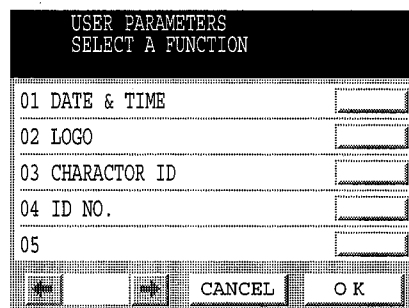 USER PARAMETERS
SELECT A FUNCTION
01 DATE & TIME
02 LOGO
03 CHARACTOR ID
04 ID NO.
05
CANCEL OK